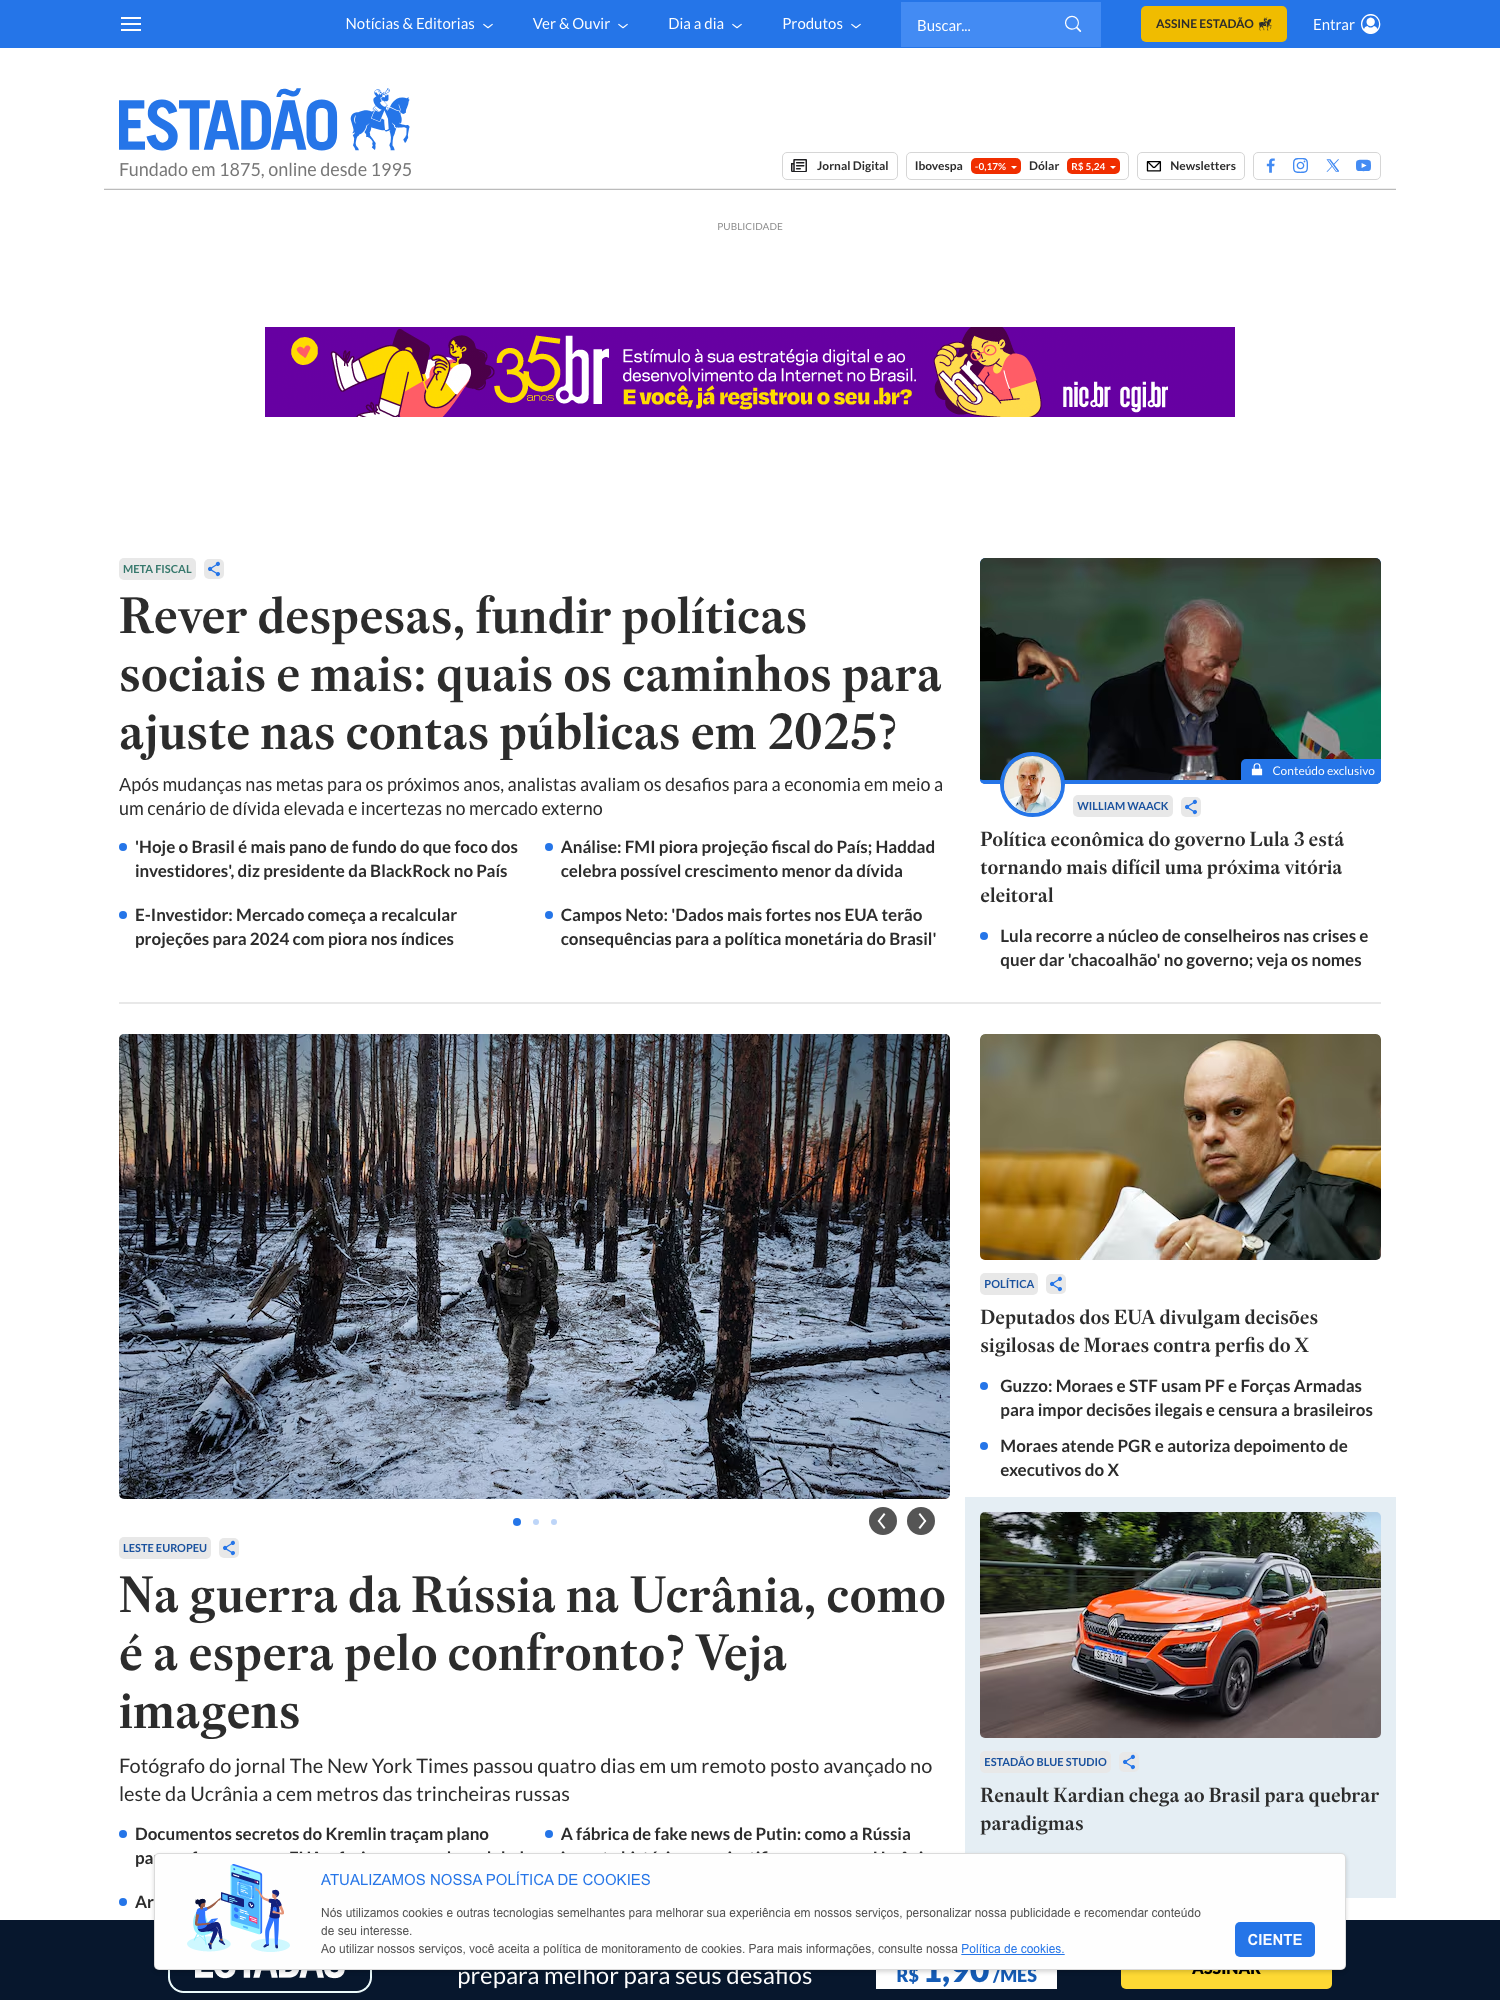 Notícias & Editorias
Ver & Ouvir
Dia a dia
Produtos
Buscar...
ASSINE ESTADÃO
Entrar
ESTADÃO
Fundado em 1875, online desde 1995
Jornal Digital
Ibovespa -0,17% Dólar R$ 5,24
Newsletters
PUBLICIDADE
35 anos .br
Estímulo à sua estratégia digital e ao
desenvolvimento da Internet no Brasil.
E você, já registrou o seu .br?
nic.br cgi.br
META FISCAL
Rever despesas, fundir políticas
sociais e mais: quais os caminhos para
ajuste nas contas públicas em 2025?
Após mudanças nas metas para os próximos anos, analistas avaliam os desafios para a economia em meio a
um cenário de dívida elevada e incertezas no mercado externo
'Hoje o Brasil é mais pano de fundo do que foco dos
investidores', diz presidente da BlackRock no País
Análise: FMI piora projeção fiscal do País; Haddad
celebra possível crescimento menor da dívida
E-Investidor: Mercado começa a recalcular
projeções para 2024 com piora nos índices
Campos Neto: 'Dados mais fortes nos EUA terão
consequências para a política monetária do Brasil'
Conteúdo exclusivo
WILLIAM WAACK
Política econômica do governo Lula 3 está
tornando mais difícil uma próxima vitória
eleitoral
Lula recorre a núcleo de conselheiros nas crises e
quer dar 'chacoalhão' no governo; veja os nomes
LESTE EUROPEU
Na guerra da Rússia na Ucrânia, como
é a espera pelo confronto? Veja
imagens
Fotógrafo do jornal The New York Times passou quatro dias em um remoto posto avançado no
leste da Ucrânia a cem metros das trincheiras russas
Documentos secretos do Kremlin traçam plano
pa
A fábrica de fake news de Putin: como a Rússia
Ar
POLÍTICA
Deputados dos EUA divulgam decisões
sigilosas de Moraes contra perfis do X
Guzzo: Moraes e STF usam PF e Forças Armadas
para impor decisões ilegais e censura a brasileiros
Moraes atende PGR e autoriza depoimento de
executivos do X
ESTADÃO BLUE STUDIO
Renault Kardian chega ao Brasil para quebrar
paradigmas
ATUALIZAMOS NOSSA POLÍTICA DE COOKIES
Nós utilizamos cookies e outras tecnologias semelhantes para melhorar sua experiência em nossos serviços, personalizar nossa publicidade e recomendar conteúdo
de seu interesse.
Ao utilizar nossos serviços, você aceita a política de monitoramento de cookies. Para mais informações, consulte nossa Política de cookies.
CIENTE
ESTADÃO
prepara melhor para seus desafios
R$ 1,90/MÊS
ASSINAR